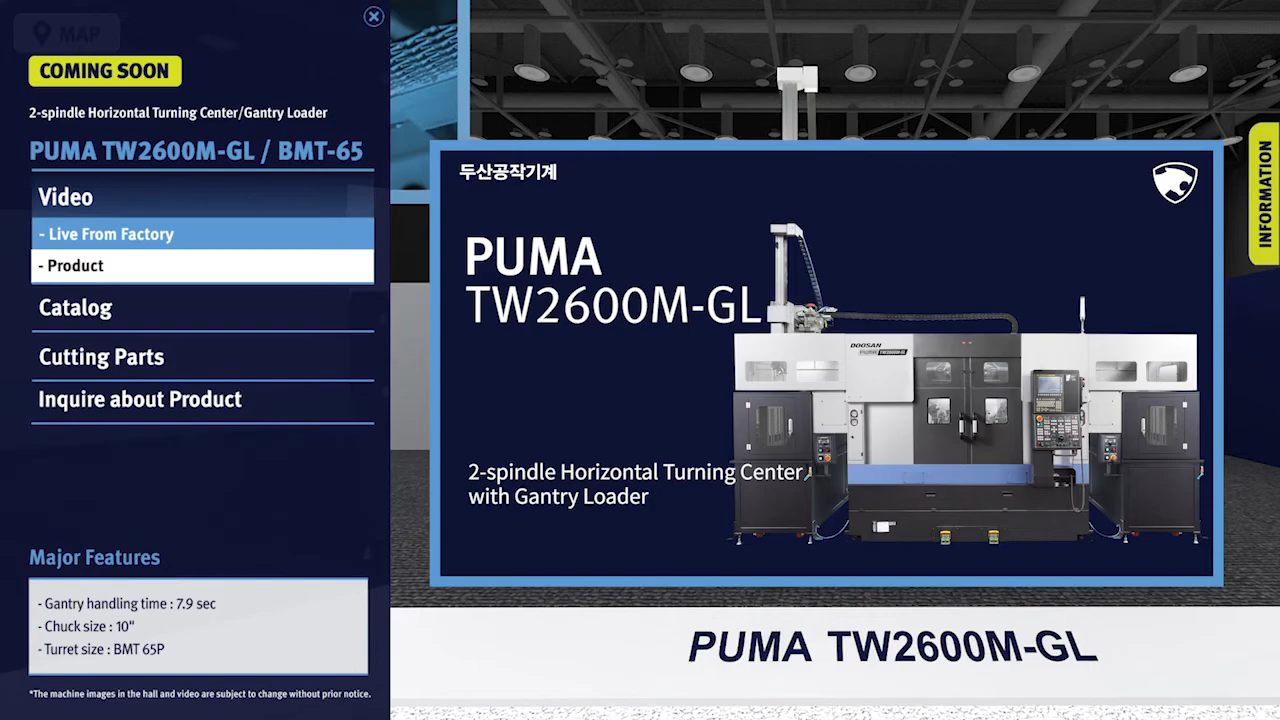 MAP
COMING SOON
2-spindle Horizontal Turning Center/Gantry Loader
PUMA TW2600M-GL / BMT-65
Video
- Live From Factory
- Product
Catalog
Cutting Parts
Inquire about Product
Major Features
- Gantry handling time : 7.9 sec
- Chuck size : 10"
- Turret size : BMT 65P
*The machine images in the hall and video are subject to change without prior notice.
두산공작기계
PUMA
TW2600M-GL
DOOSAN
PUMA TW2600M-GL
2-spindle Horizontal Turning Center
with Gantry Loader
INFORMATION
PUMA TW2600M-GL